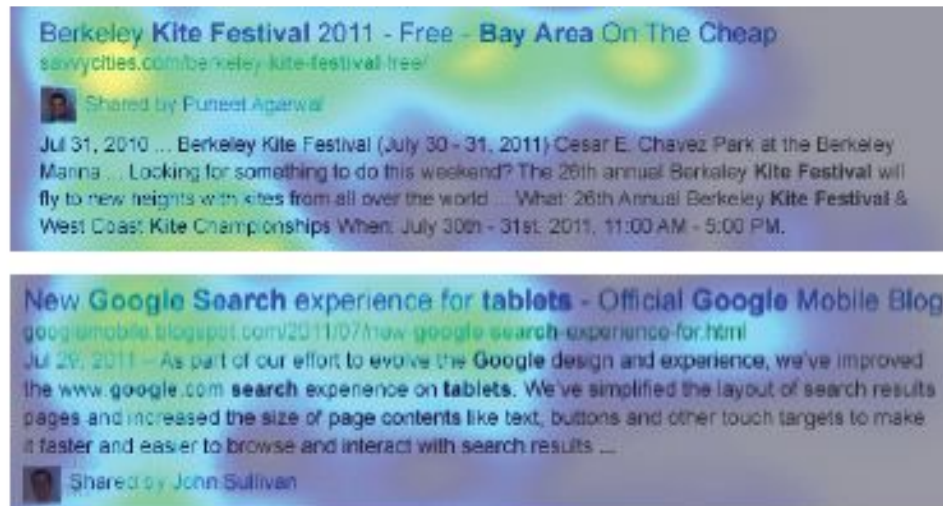 Berkeley Kite Festival 2011 - Free - Bay Area On The Cheap
savvycities.com/berkeley-kite-festival-free/
Shared by Puneet Agarwal
Jul 31, 2010 ... Berkeley Kite Festival (July 30 - 31, 2011) Cesar E. Chavez Park at the Berkeley
Marina ... Looking for something to do this weekend? The 26th annual Berkeley Kite Festival will
fly to new heights with kites from all over the world ... What: 26th Annual Berkeley Kite Festival &
West Coast Kite Championships When: July 30th - 31st, 2011, 11:00 AM - 5:00 PM.
New Google Search experience for tablets - Official Google Mobile Blog
googlemobile.blogspot.com/2011/07/new-google-search-experience-for.html
Jul 29, 2011 – As part of our effort to evolve the Google design and experience, we've improved
the www.google.com search experience on tablets. We've simplified the layout of search results
pages and increased the size of page contents like text, buttons and other touch targets to make
it faster and easier to browse and interact with search results ...
Shared by John Sullivan